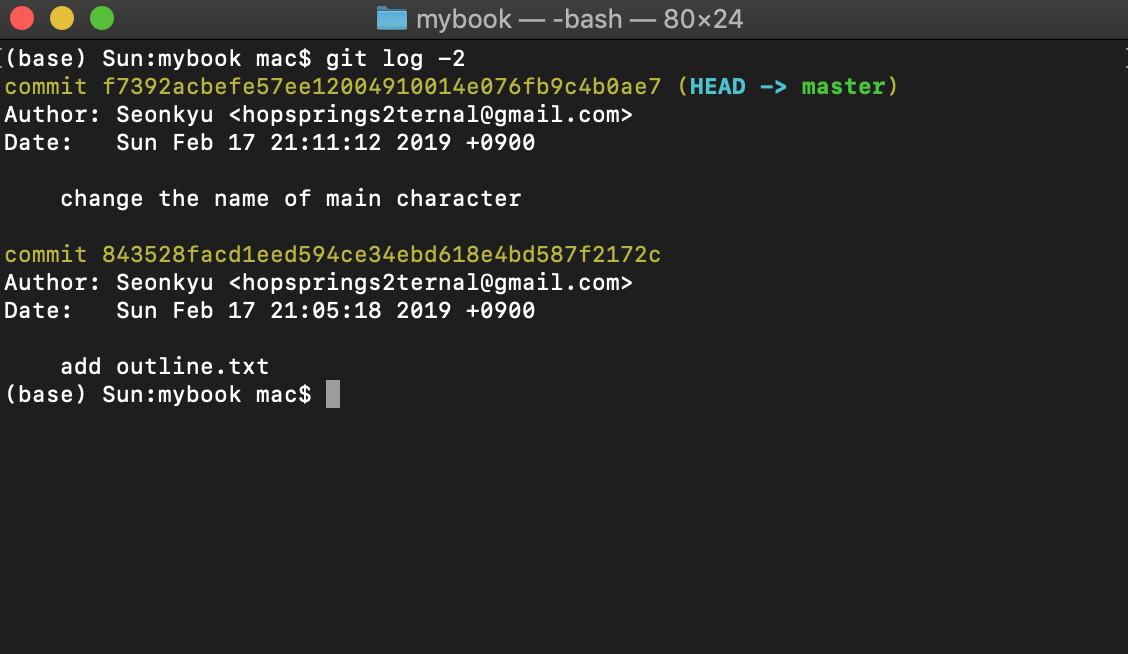 mybook — -bash — 80×24
(base) Sun:mybook mac$ git log -2
commit f7392acbefe57ee12004910014e076fb9c4b0ae7 (HEAD -> master)
Author: Seonkyu <hopsprings2ternal@gmail.com>
Date:   Sun Feb 17 21:11:12 2019 +0900
    change the name of main character
commit 843528facd1eed594ce34ebd618e4bd587f2172c
Author: Seonkyu <hopsprings2ternal@gmail.com>
Date:   Sun Feb 17 21:05:18 2019 +0900
    add outline.txt
(base) Sun:mybook mac$